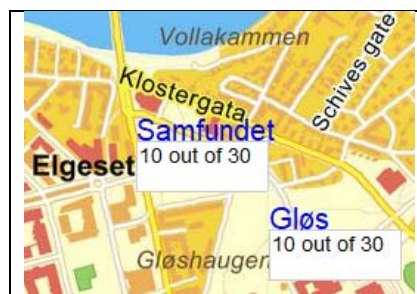 Vollakammen
Klostergata
Schives gate
Samfundet
10 out of 30
Elgeset
Gløs
10 out of 30
Gløshaugen